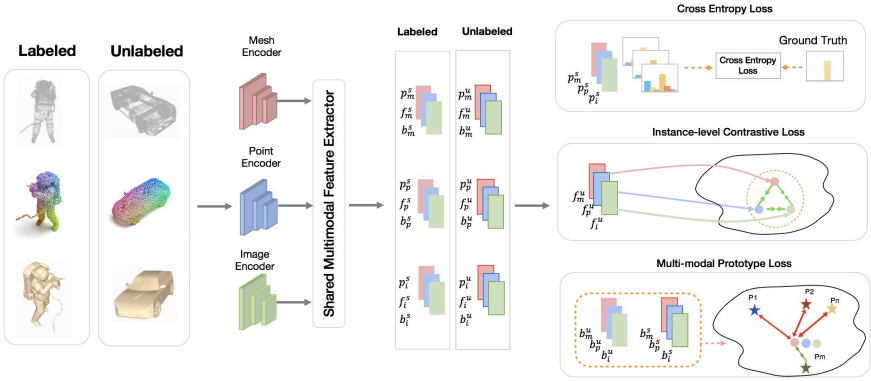 Labeled
Unlabeled
Mesh
Encoder
Point
Encoder
Image
Encoder
Shared Multimodal Feature Extractor
Labeled
Unlabeled
p_m^s
f_m^s
b_m^s
p_m^u
f_m^u
b_m^u
p_p^s
f_p^s
b_p^s
p_p^u
f_p^u
b_p^u
p_i^s
f_i^s
b_i^s
p_i^u
f_i^u
b_i^u
Cross Entropy Loss
p_m^s
p_p^s
p_i^s
Cross Entropy
Loss
Ground Truth
Instance-level Contrastive Loss
f_m^u
f_p^u
f_i^u
Multi-modal Prototype Loss
b_m^u
b_p^u
b_i^u
b_m^s
b_p^s
b_i^s
P1
P2
Pn
Pm